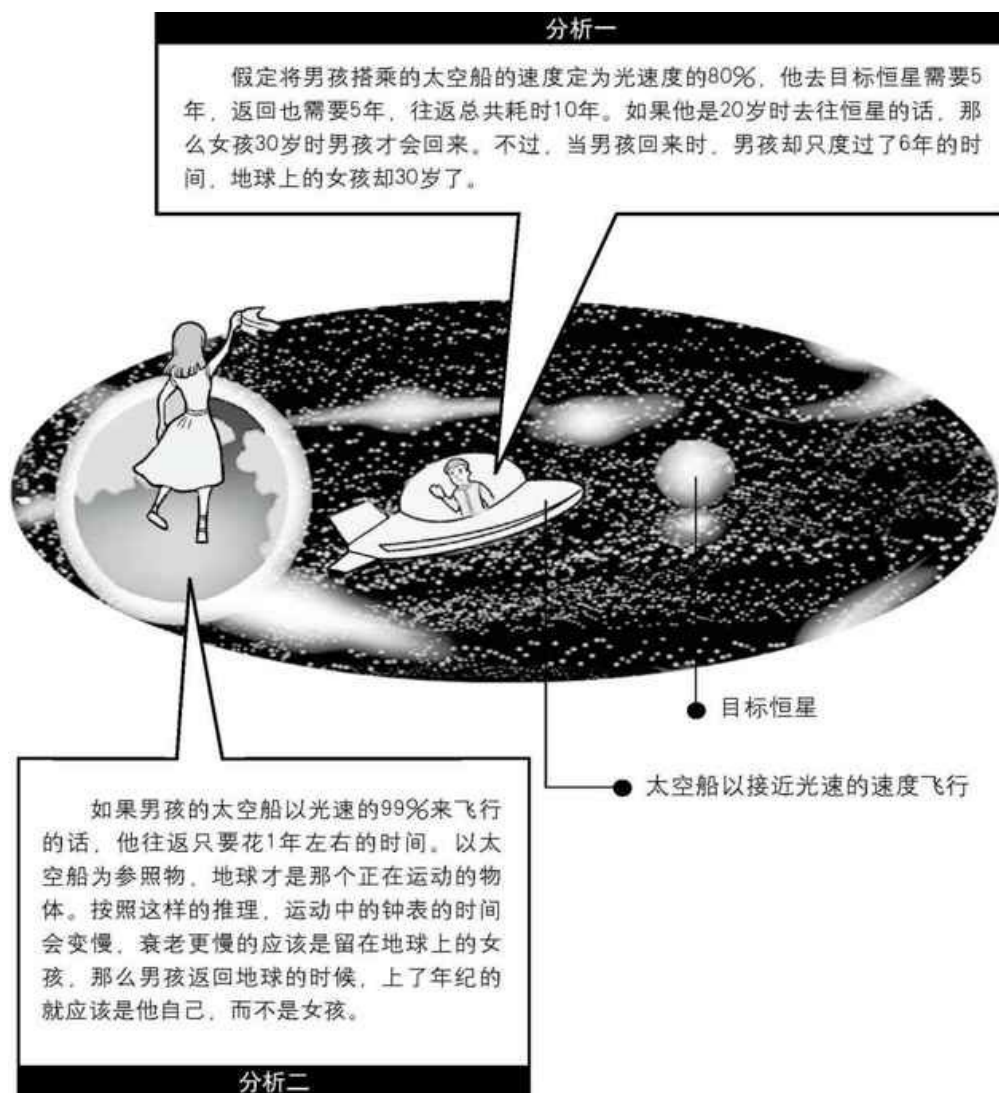 分析一
假定将男孩搭乘的太空船的速度定为光速度的80%，他去目标恒星需要5
年，返回也需要5年，往返总共耗时10年。如果他是20岁时去往恒星的话，那
么女孩30岁时男孩才会回来。不过，当男孩回来时，男孩却只度过了6年的时
间，地球上的女孩却30岁了。
目标恒星
太空船以接近光速的速度飞行
如果男孩的太空船以光速的99%来飞行
的话，他往返只要花1年左右的时间。以太
空船为参照物，地球才是那个正在运动的物
体。按照这样的推理，运动中的钟表的时间
会变慢，衰老更慢的应该是留在地球上的女
孩，那么男孩返回地球的时候，上了年纪的
就应该是他自己，而不是女孩。
分析二